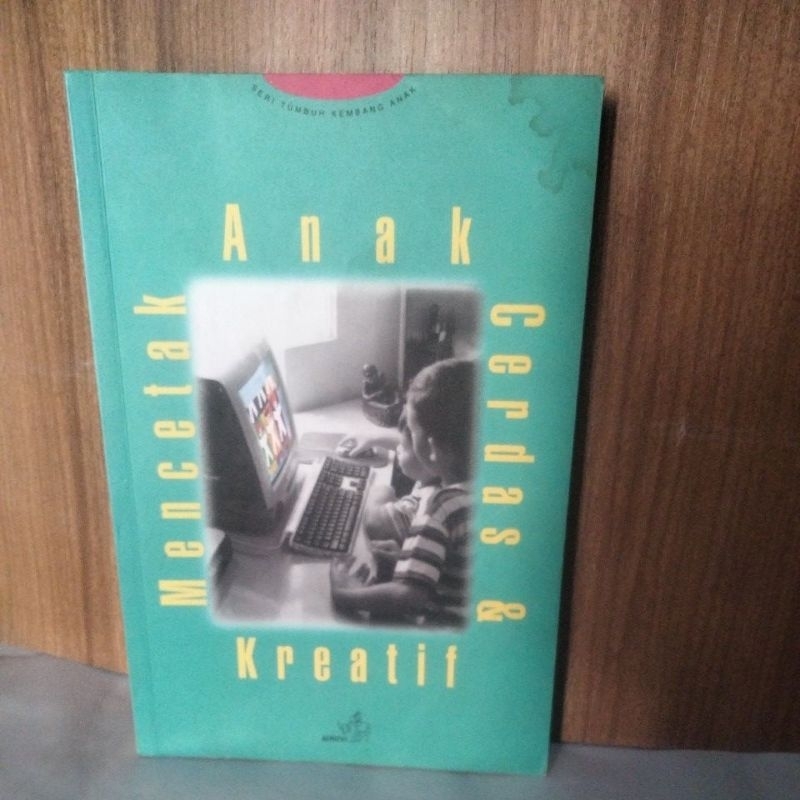 SERI TUMBUH KEMBANG ANAK
Mencetak
Anak
Cerdas &
Kreatif